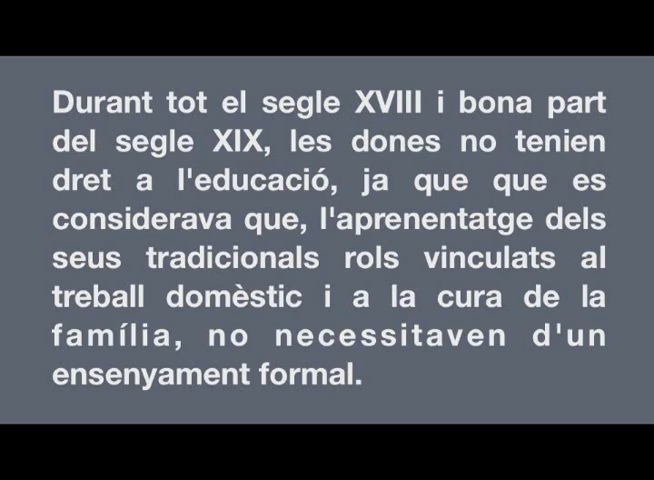 Durant tot el segle XVIII i bona part
del segle XIX, les dones no tenien
dret a l'educació, ja que que es
considerava que, l'aprenentatge dels
seus tradicionals rols vinculats al
treball domèstic i a la cura de la
família, no necessitaven d'un
ensenyament formal.